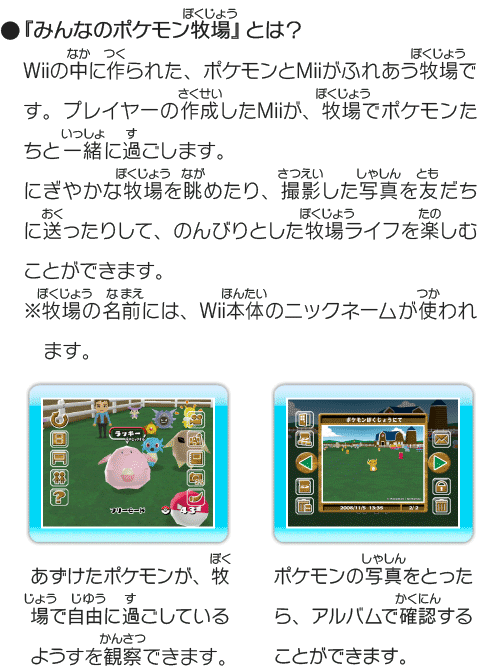 ●『みんなのポケモン牧場』とは？
Wiiの中に作られた、ポケモンとMiiがふれあう牧場で
す。プレイヤーの作成したMiiが、牧場でポケモンた
ちと一緒に過ごします。
にぎやかな牧場を眺めたり、撮影した写真を友だち
に送ったりして、のんびりとした牧場ライフを楽しむ
ことができます。
※牧場の名前には、Wii本体のニックネームが使われ
ます。
ラッキー
フリーモード
43
ポケモンぼくじょうにて
2008/11/5 13:35
2/2
あずけたポケモンが、牧
場で自由に過ごしている
ようすを観察できます。
ポケモンの写真をとった
ら、アルバムで確認する
ことができます。